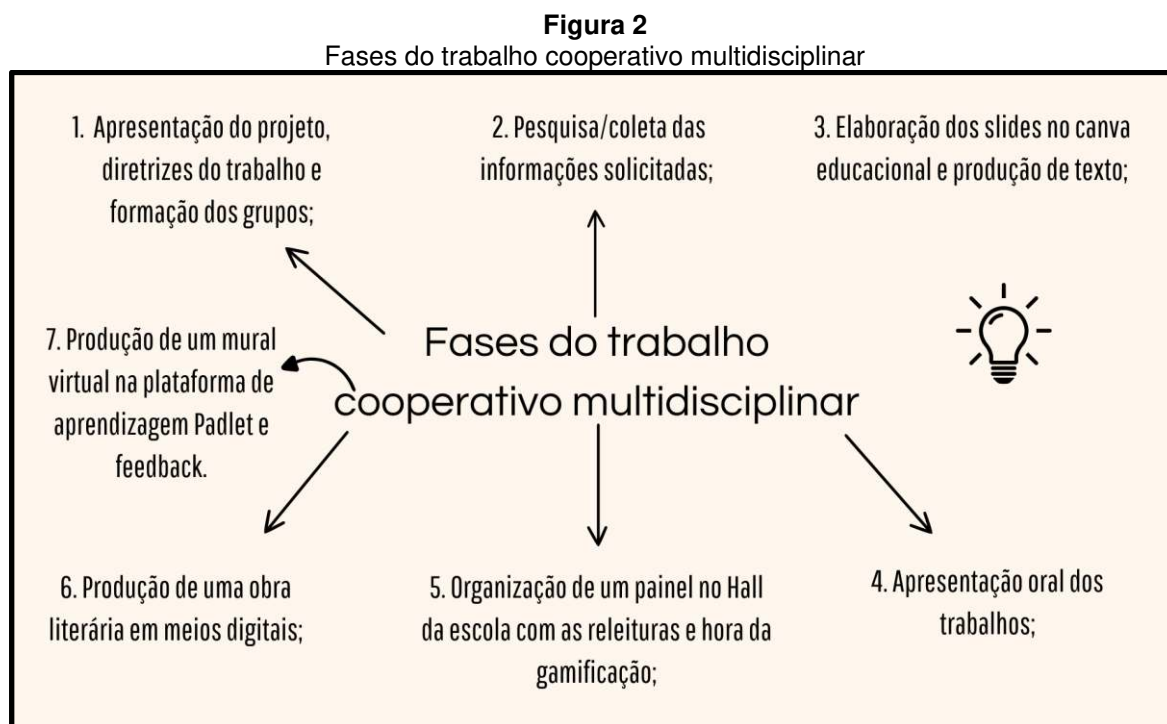 Figura 2
Fases do trabalho cooperativo multidisciplinar
1. Apresentação do projeto,
diretrizes do trabalho e
formação dos grupos;
2. Pesquisa/coleta das
informações solicitadas;
3. Elaboração dos slides no canva
educacional e produção de texto;
7. Produção de um mural
virtual na plataforma de
aprendizagem Padlet e
feedback.
Fases do trabalho
cooperativo multidisciplinar
6. Produção de uma obra
literária em meios digitais;
5. Organização de um painel no Hall
da escola com as releituras e hora da
gamificação;
4. Apresentação oral dos
trabalhos;